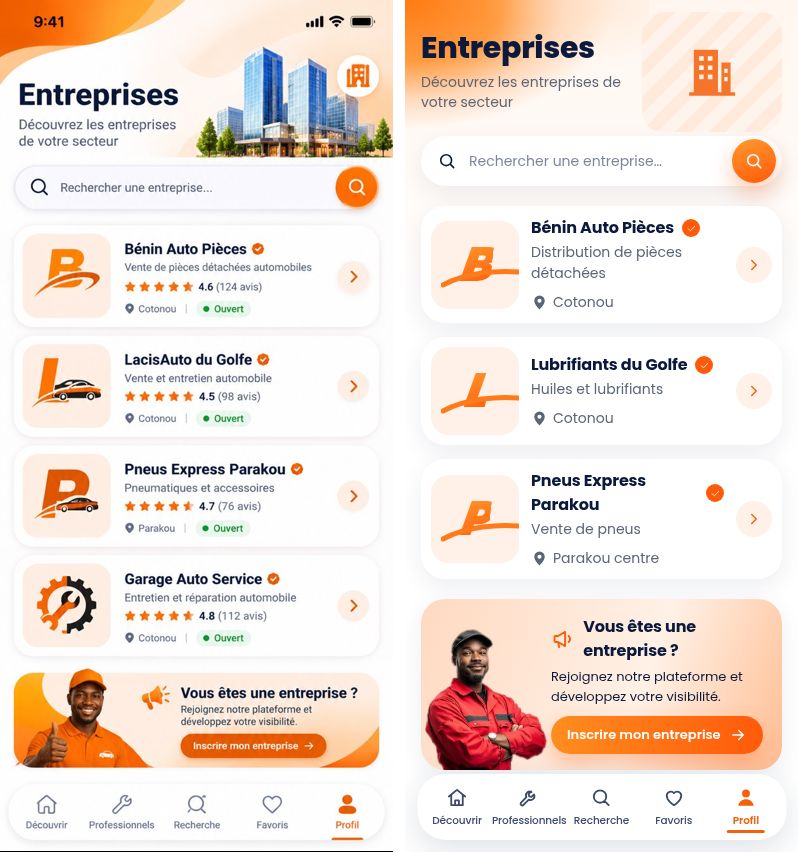 9:41
Entreprises
Découvrez les entreprises
de votre secteur
Rechercher une entreprise...
B
Bénin Auto Pièces
Vente de pièces détachées automobiles
4.6 (124 avis)
Cotonou | Ouvert
L
LacisAuto du Golfe
Vente et entretien automobile
4.5 (98 avis)
Cotonou | Ouvert
P
Pneus Express Parakou
Pneumatiques et accessoires
4.7 (76 avis)
Parakou | Ouvert
Garage Auto Service
Entretien et réparation automobile
4.8 (112 avis)
Cotonou | Ouvert
Vous êtes une entreprise ?
Rejoignez notre plateforme et
développez votre visibilité.
Inscrire mon entreprise →
Découvrir Professionnels Recherche Favoris Profil
Entreprises
Découvrez les entreprises de
votre secteur
Rechercher une entreprise...
B
Bénin Auto Pièces
Distribution de pièces
détachées
Cotonou
L
Lubrifiants du Golfe
Huiles et lubrifiants
Cotonou
P
Pneus Express
Parakou
Vente de pneus
Parakou centre
Vous êtes une
entreprise ?
Rejoignez notre plateforme et
développez votre visibilité.
Inscrire mon entreprise →
Découvrir Professionnels Recherche Favoris Profil